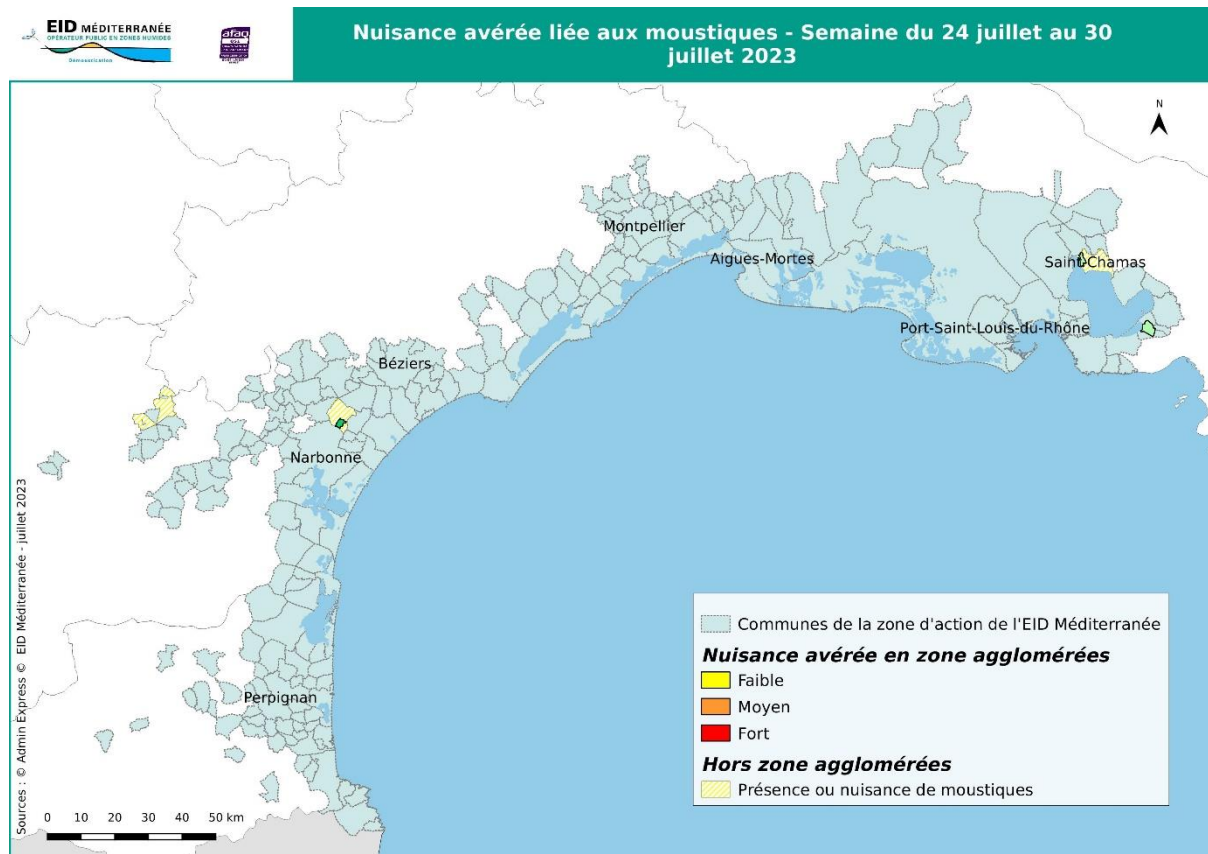 EID MÉDITERRANÉE
OPÉRATEUR PUBLIC EN ZONES HUMIDES
Démoustication
afaq
Nuisance avérée liée aux moustiques - Semaine du 24 juillet au 30
juillet 2023
N
Montpellier
Aigues-Mortes
Saint-Chamas
Port-Saint-Louis-du-Rhône
Béziers
Narbonne
Perpignan
Communes de la zone d'action de l'EID Méditerranée
Nuisance avérée en zone agglomérées
Faible
Moyen
Fort
Hors zone agglomérées
Présence ou nuisance de moustiques
0 10 20 30 40 50 km
Sources : © Admin Express © EID Méditerranée - juillet 2023